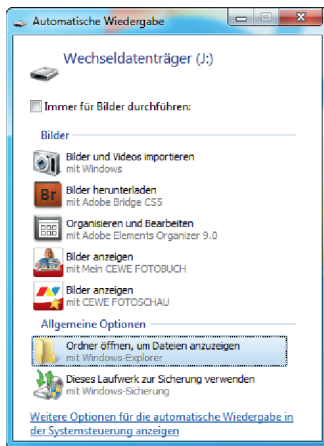 Automatische Wiedergabe
Wechseldatenträger (J:)
Immer für Bilder durchführen:
Bilder
Bilder und Videos importieren
mit Windows
Br
Bilder herunterladen
mit Adobe Bridge CS5
Organisieren und Bearbeiten
mit Adobe Elements Organizer 9.0
Bilder anzeigen
mit Mein CEWE FOTOBUCH
Bilder anzeigen
mit CEWE FOTOSCHAU
Allgemeine Optionen
Ordner öffnen, um Dateien anzuzeigen
mit Windows-Explorer
Dieses Laufwerk zur Sicherung verwenden
mit Windows-Sicherung
Weitere Optionen für die automatische Wiedergabe in
der Systemsteuerung anzeigen